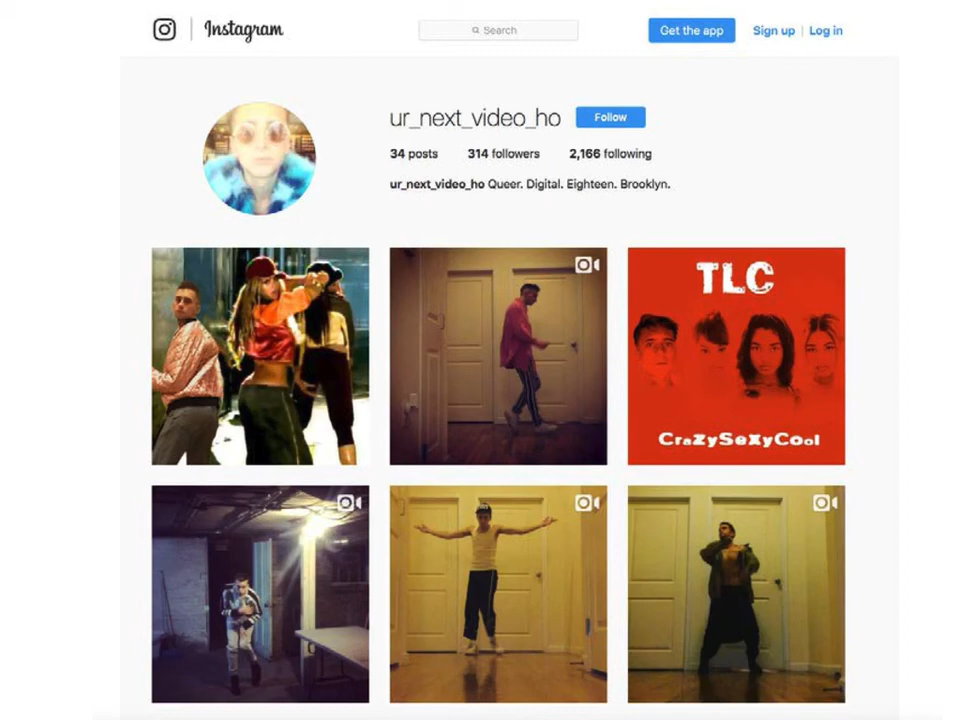 Instagram
Search
Get the app
Sign up | Log in
ur_next_video_ho
Follow
34 posts 314 followers 2,166 following
ur_next_video_ho Queer. Digital. Eighteen. Brooklyn.
TLC
CraZySeXyCool